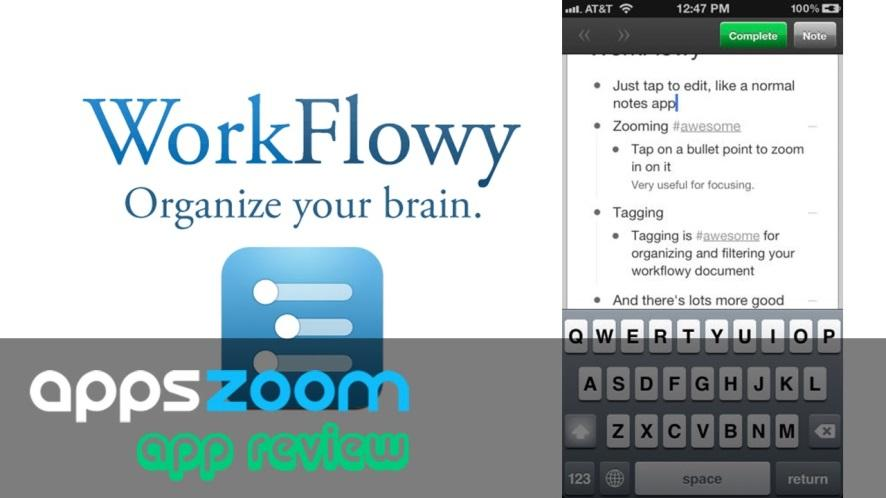 WorkFlowy
Organize your brain.
appszoom
app review
AT&T 12:47 PM 100%
Complete Note
Just tap to edit, like a normal
notes app
Zooming #awesome
Tap on a bullet point to zoom
in on it
Very useful for focusing.
Tagging
Tagging is #awesome for
organizing and filtering your
workflowy document
And there's lots more good
Q W E R T Y U I O P
A S D F G H J K L
Z X C V B N M
123 space return